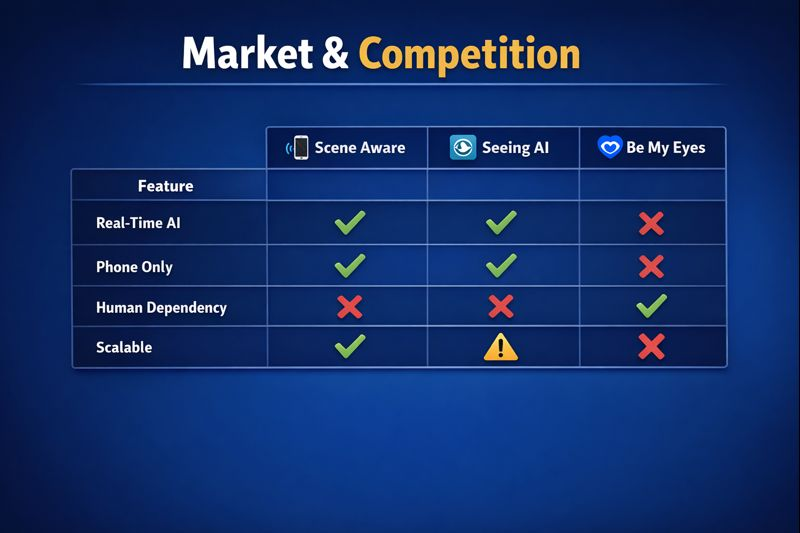 Market & Competition
Scene Aware Seeing AI Be My Eyes
Feature
Real-Time AI
Phone Only
Human Dependency
Scalable